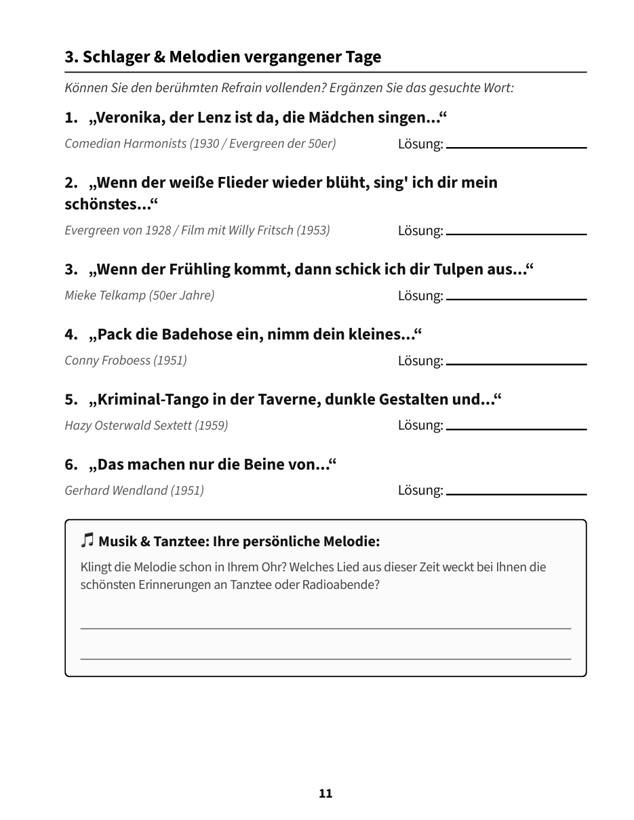 3. Schlager & Melodien vergangener Tage
Können Sie den berühmten Refrain vollenden? Ergänzen Sie das gesuchte Wort:
1. „Veronika, der Lenz ist da, die Mädchen singen...“
Comedian Harmonists (1930 / Evergreen der 50er) Lösung:
2. „Wenn der weiße Flieder wieder blüht, sing' ich dir mein
schönstes...“
Evergreen von 1928 / Film mit Willy Fritsch (1953) Lösung:
3. „Wenn der Frühling kommt, dann schick ich dir Tulpen aus...“
Mieke Telkamp (50er Jahre) Lösung:
4. „Pack die Badehose ein, nimm dein kleines...“
Conny Froboess (1951) Lösung:
5. „Kriminal-Tango in der Taverne, dunkle Gestalten und...“
Hazy Osterwald Sextett (1959) Lösung:
6. „Das machen nur die Beine von...“
Gerhard Wendland (1951) Lösung:
🎵 Musik & Tanztee: Ihre persönliche Melodie:
Klingt die Melodie schon in Ihrem Ohr? Welches Lied aus dieser Zeit weckt bei Ihnen die
schönsten Erinnerungen an Tanztee oder Radioabende?
11